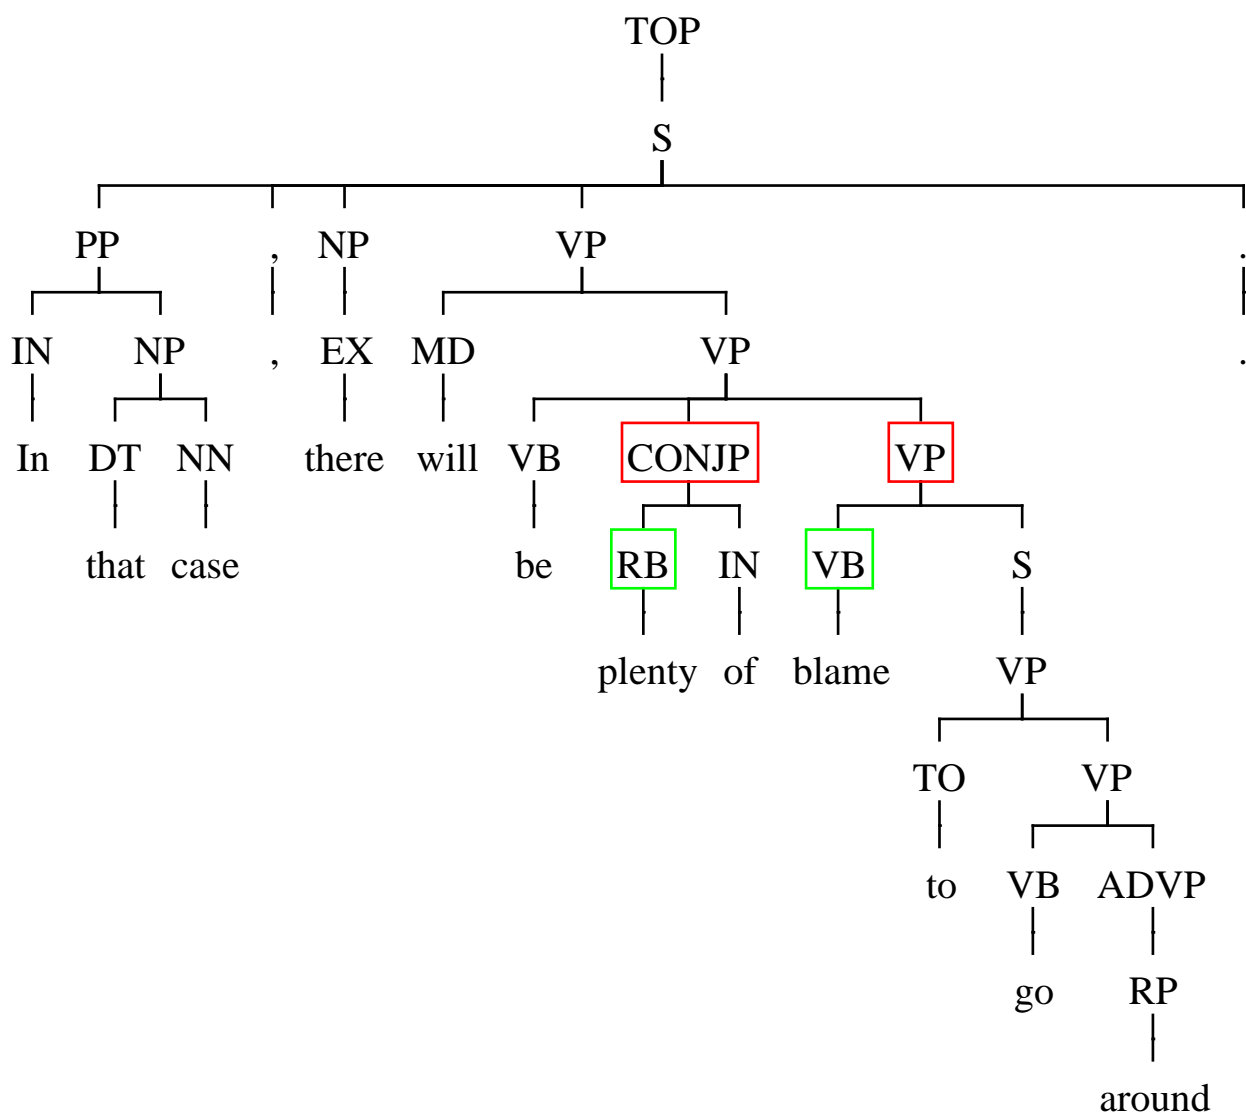 TOP
S
PP , NP VP .
IN NP , EX MD VP .
In DT NN there will VB CONJP VP
that case be RB IN VB S
plenty of blame VP
TO VP
to VB ADVP
go RP
around